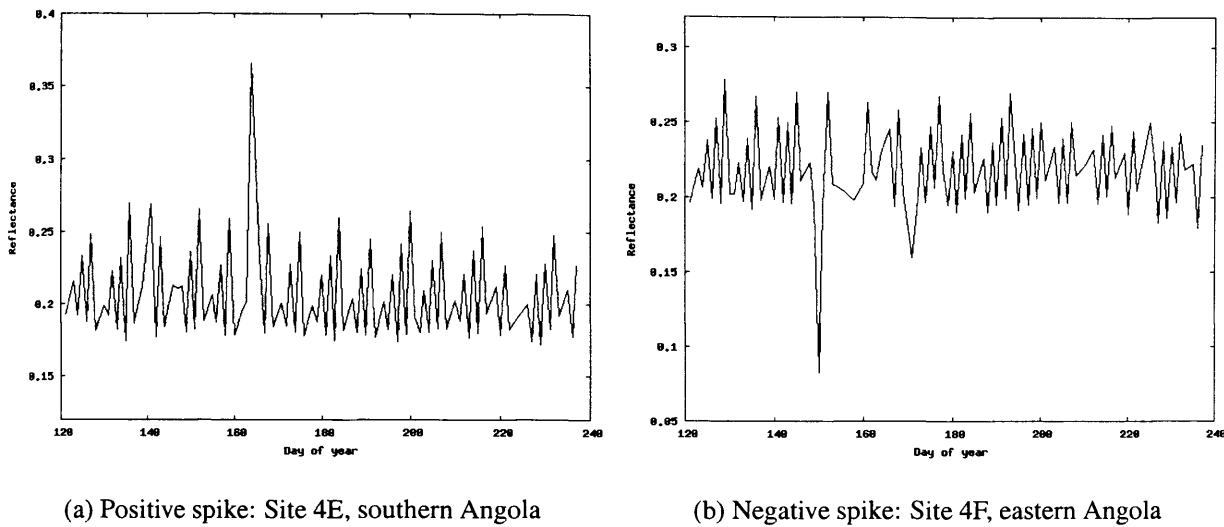 0.4
0.35
0.3
0.25
0.2
0.15
Reflectance
120 140 160 180 200 220 240
Day of year
(a) Positive spike: Site 4E, southern Angola
0.3
0.25
0.2
0.15
0.1
0.05
Reflectance
120 140 160 180 200 220 240
Day of year
(b) Negative spike: Site 4F, eastern Angola